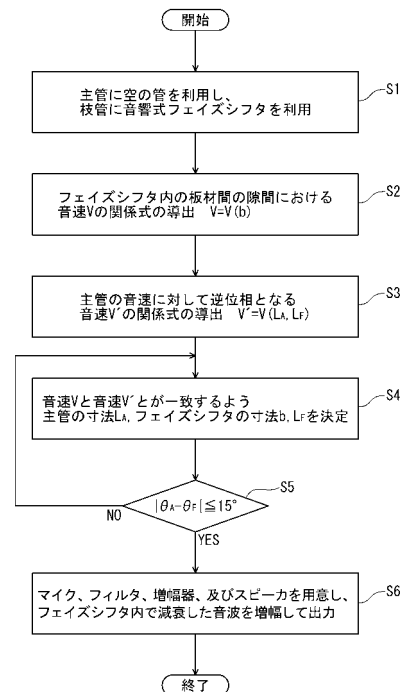 開始
主管に空の管を利用し、
枝管に音響式フェイズシフタを利用
S1
フェイズシフタ内の板材間の隙間における
音速Vの関係式の導出 V=V(b)
S2
主管の音速に対して逆位相となる
音速V´の関係式の導出 V´=V(LA, LF)
S3
音速Vと音速V´とが一致するよう
主管の寸法LA, フェイズシフタの寸法b, LFを決定
S4
|θA-θF|≦15°
S5
NO
YES
マイク、フィルタ、増幅器、及びスピーカを用意し、
フェイズシフタ内で減衰した音波を増幅して出力
S6
終了